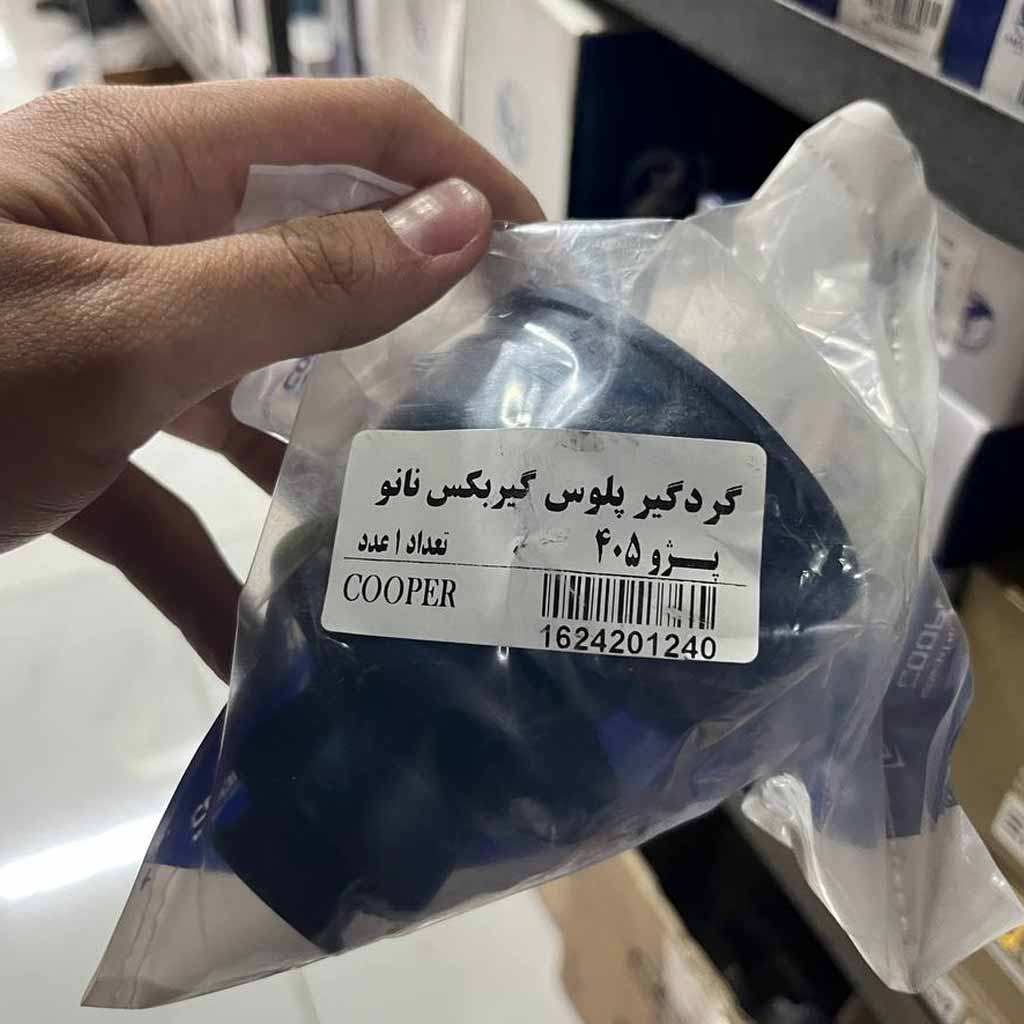 گردگیر پلوس گیربکس نانو
پژو ۴۰۵
تعداد ۱ عدد
COOPER
1624201240